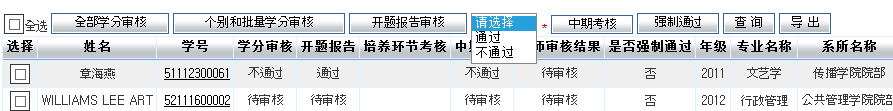 全选 全部学分审核 个别和批量学分审核 开题报告审核 请选择 * 中期考核 强制通过 查 询 导 出
通过
不通过
选择 姓名 学号 学分审核 开题报告 培养环节考核 中 师审核结果 是否强制通过 年级 专业名称 系所名称
章海燕 51112300061 不通过 通过 不通过 待审核 否 2011 文艺学 传播学院院部
WILLIAMS LEE ART 52111600002 待审核 待审核 待审核 待审核 否 2012 行政管理 公共管理学院院部